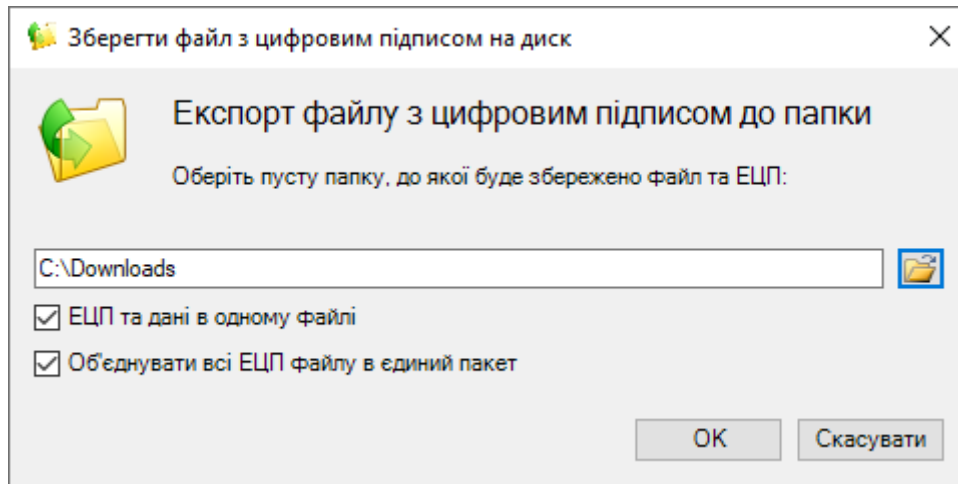 Зберегти файл з цифровим підписом на диск
Експорт файлу з цифровим підписом до папки
Оберіть пусту папку, до якої буде збережено файл та ЕЦП:
C:\Downloads
ЕЦП та дані в одному файлі
Об'єднувати всі ЕЦП файлу в єдиний пакет
OK
Скасувати